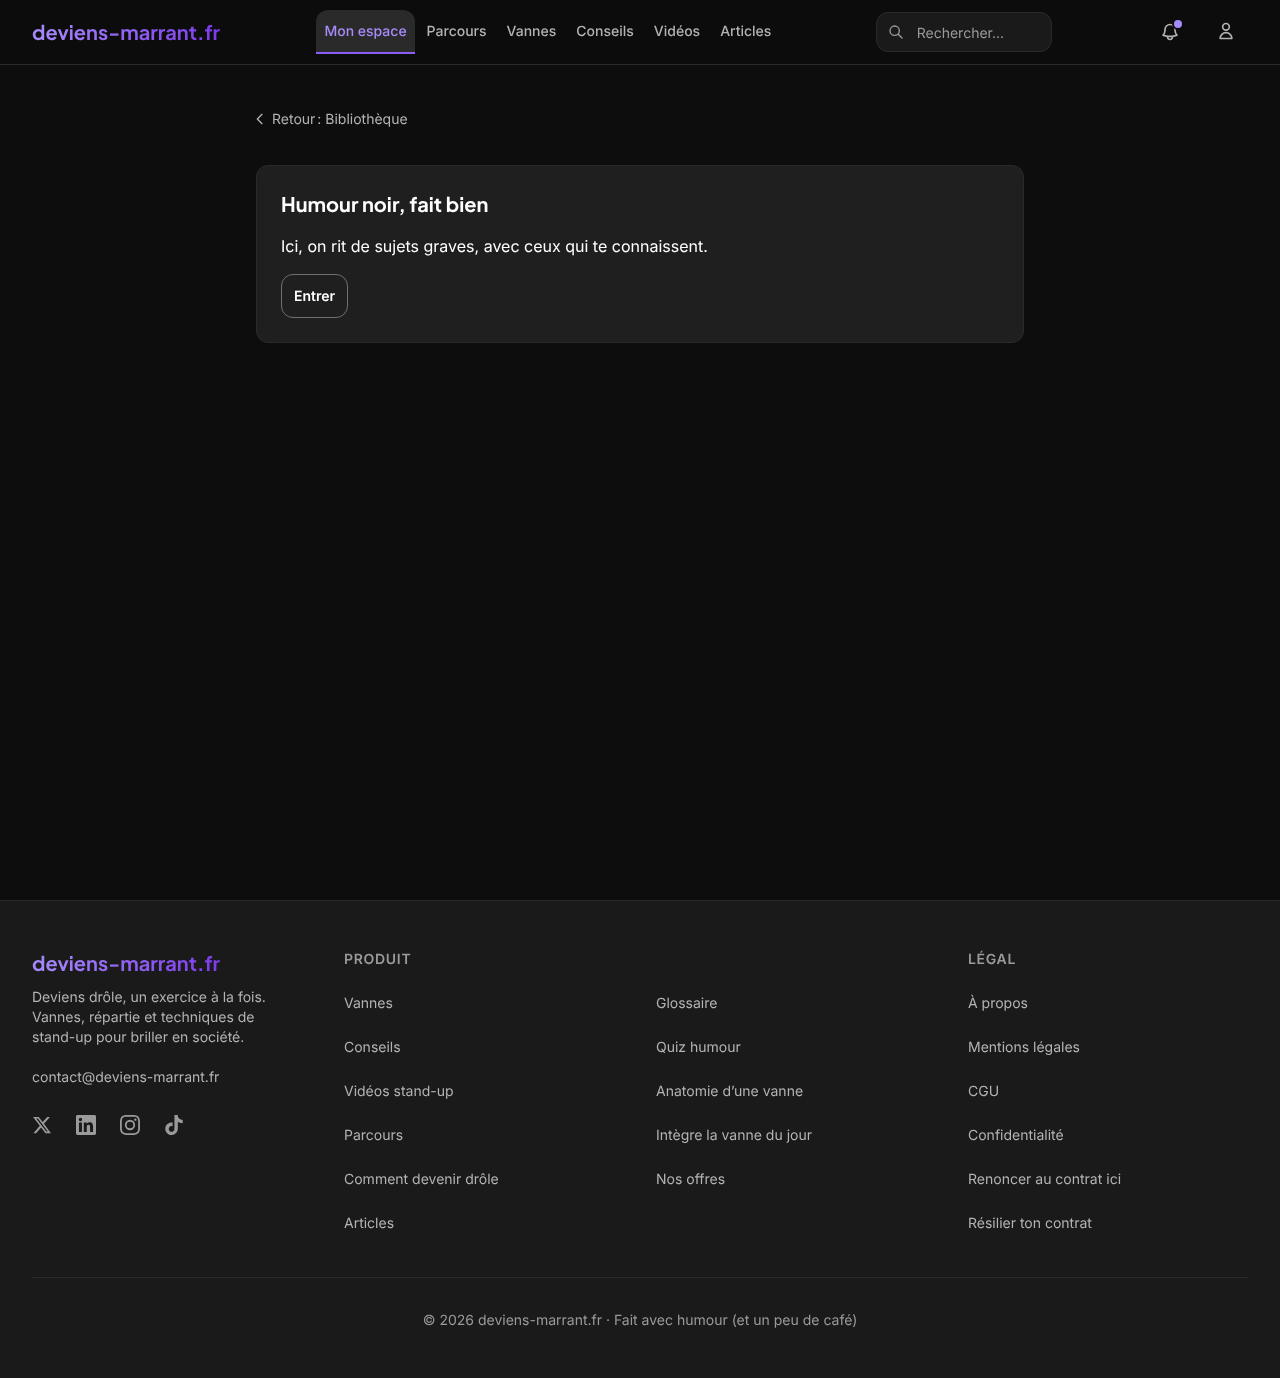 deviens-marrant.fr
Mon espace
Parcours
Vannes
Conseils
Vidéos
Articles
Rechercher...
Retour : Bibliothèque
Humour noir, fait bien
Ici, on rit de sujets graves, avec ceux qui te connaissent.
Entrer
deviens-marrant.fr
Deviens drôle, un exercice à la fois.
Vannes, répartie et techniques de
stand-up pour briller en société.
contact@deviens-marrant.fr
PRODUIT
Vannes
Conseils
Vidéos stand-up
Parcours
Comment devenir drôle
Articles
Glossaire
Quiz humour
Anatomie d’une vanne
Intègre la vanne du jour
Nos offres
LÉGAL
À propos
Mentions légales
CGU
Confidentialité
Renoncer au contrat ici
Résilier ton contrat
© 2026 deviens-marrant.fr · Fait avec humour (et un peu de café)